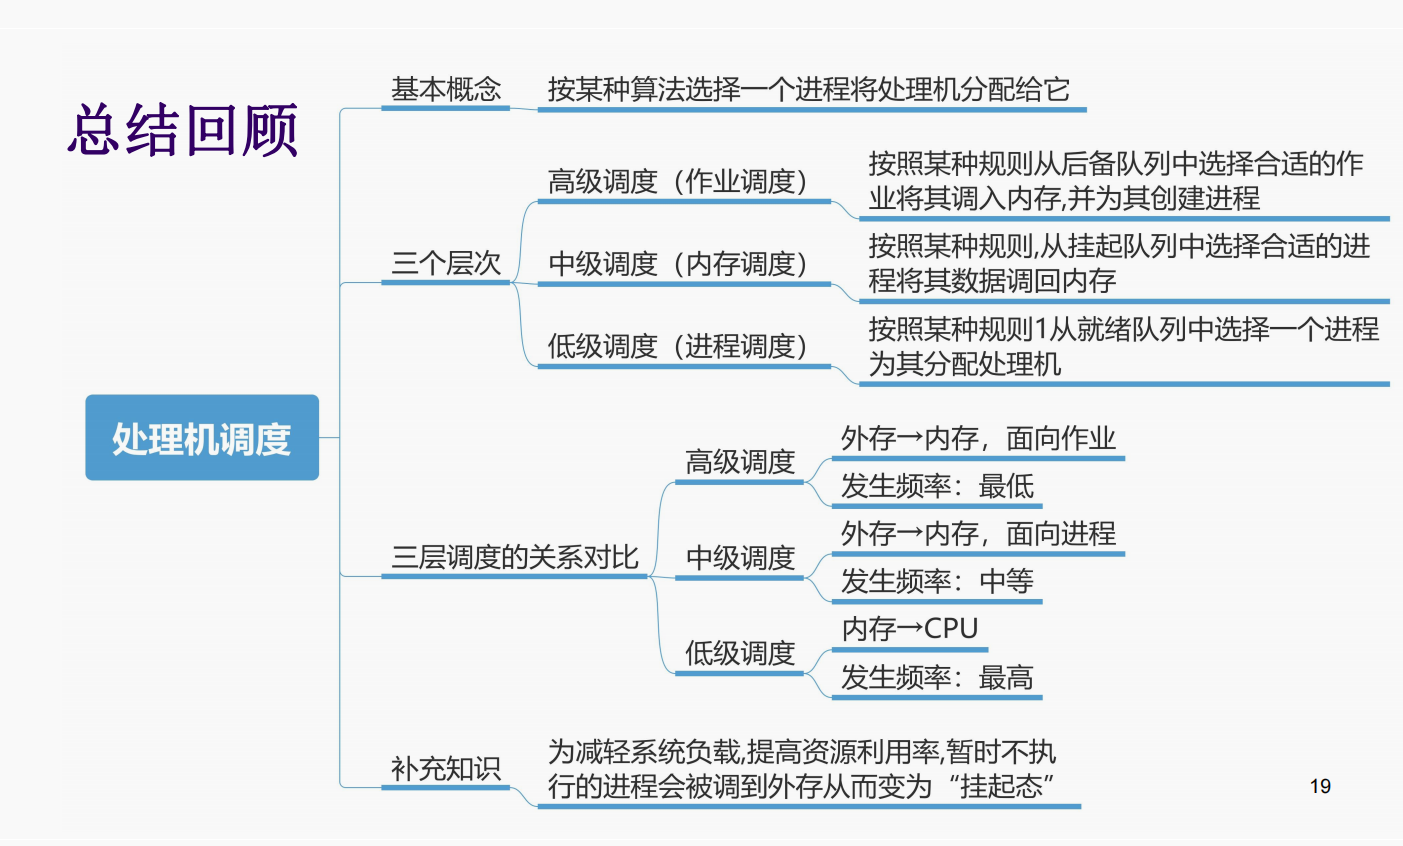 总结回顾
处理机调度
基本概念
按某种算法选择一个进程将处理机分配给它
三个层次
高级调度（作业调度）
按照某种规则从后备队列中选择合适的作
业将其调入内存,并为其创建进程
中级调度（内存调度）
按照某种规则,从挂起队列中选择合适的进
程将其数据调回内存
低级调度（进程调度）
按照某种规则1从就绪队列中选择一个进程
为其分配处理机
三层调度的关系对比
高级调度
外存→内存，面向作业
发生频率：最低
中级调度
外存→内存，面向进程
发生频率：中等
低级调度
内存→CPU
发生频率：最高
补充知识
为减轻系统负载,提高资源利用率,暂时不执
行的进程会被调到外存从而变为“挂起态”
19